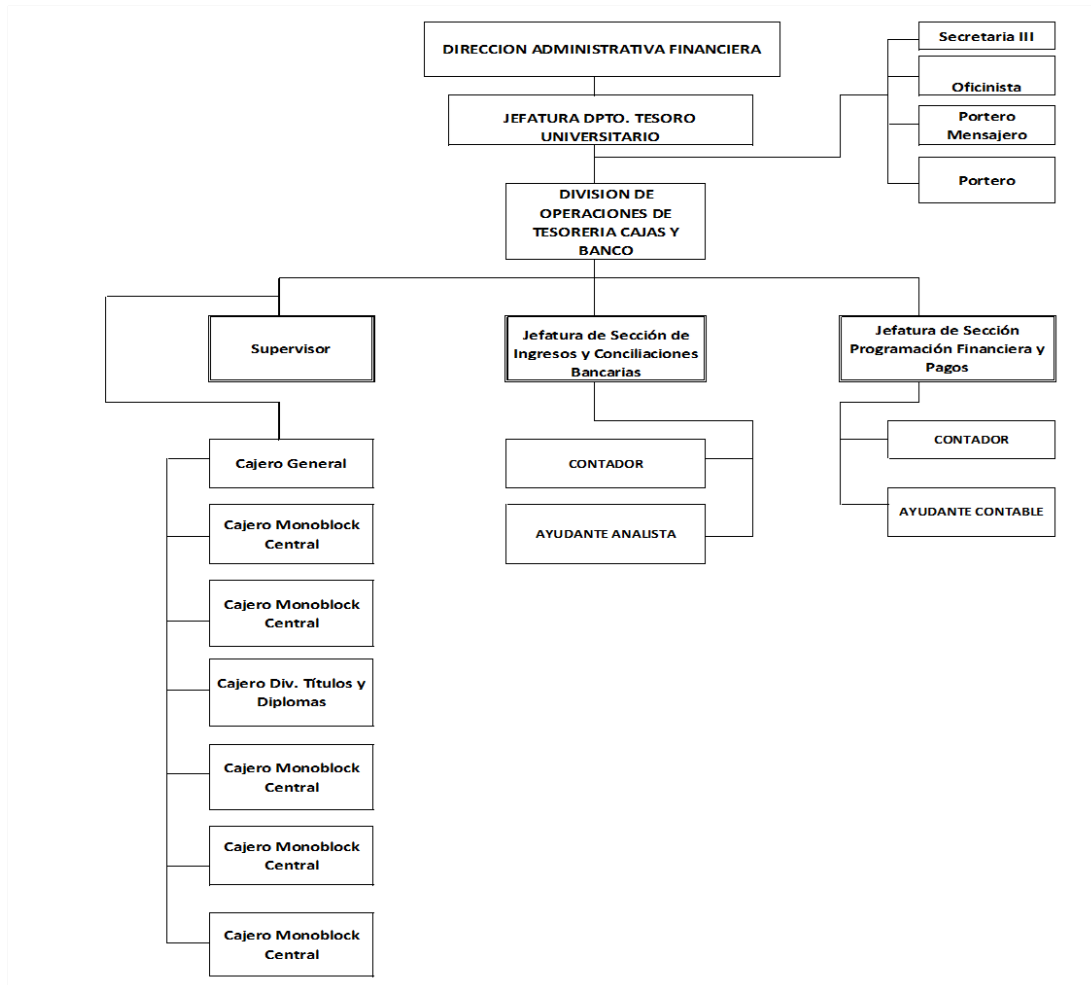 DIRECCION ADMINISTRATIVA FINANCIERA
JEFATURA DPTO. TESORO
UNIVERSITARIO
Secretaria III
Oficinista
Portero
Mensajero
Portero
DIVISION DE
OPERACIONES DE
TESORERIA CAJAS Y
BANCO
Supervisor
Jefatura de Sección de
Ingresos y Conciliaciones
Bancarias
Jefatura de Sección
Programación Financiera y
Pagos
Cajero General
Cajero Monoblock
Central
Cajero Monoblock
Central
Cajero Div. Títulos y
Diplomas
Cajero Monoblock
Central
Cajero Monoblock
Central
Cajero Monoblock
Central
CONTADOR
AYUDANTE ANALISTA
CONTADOR
AYUDANTE CONTABLE